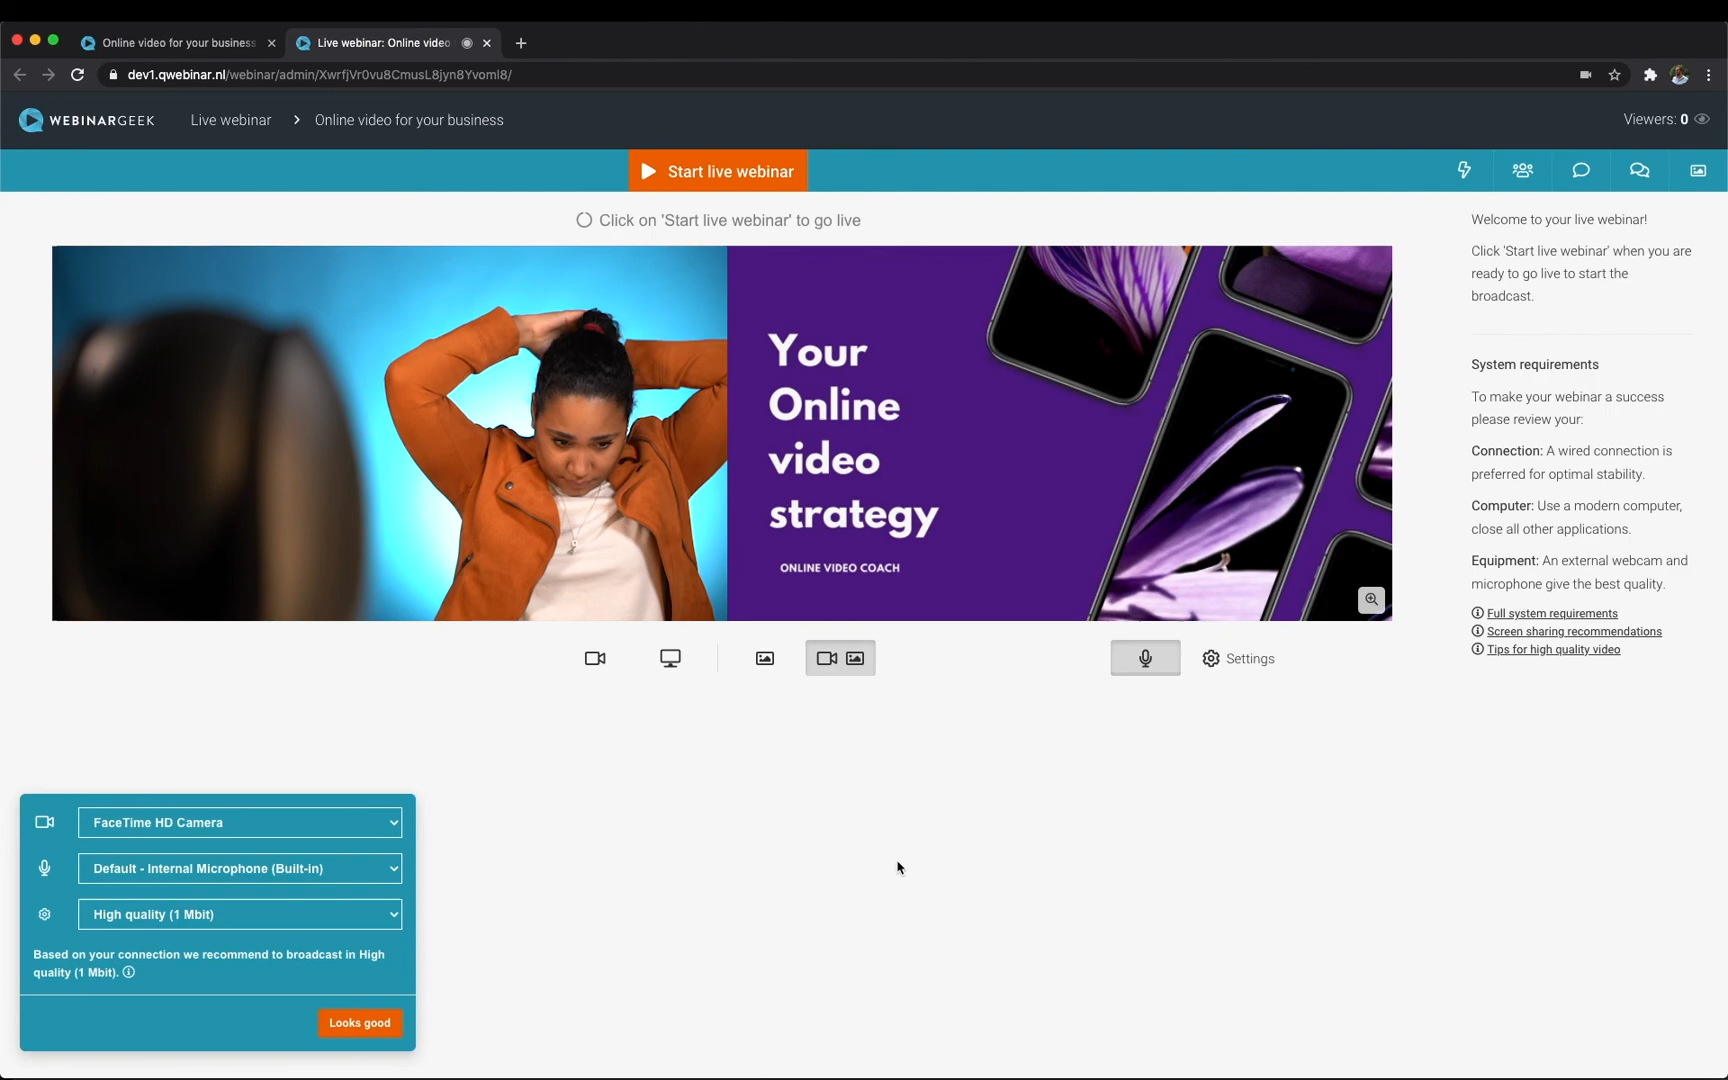 Online video for your business
Live webinar: Online video
dev1.qwebinar.nl/webinar/admin/XwrfjVr0vu8CmusL8jyn8Yvoml8/
WEBINARGEEK
Live webinar
Online video for your business
Viewers: 0
Start live webinar
Click on 'Start live webinar' to go live
Your
Online
video
strategy
ONLINE VIDEO COACH
Settings
Welcome to your live webinar!
Click 'Start live webinar' when you are
ready to go live to start the
broadcast.
System requirements
To make your webinar a success
please review your:
Connection: A wired connection is
preferred for optimal stability.
Computer: Use a modern computer,
close all other applications.
Equipment: An external webcam and
microphone give the best quality.
Full system requirements
Screen sharing recommendations
Tips for high quality video
FaceTime HD Camera
Default - Internal Microphone (Built-in)
High quality (1 Mbit)
Based on your connection we recommend to broadcast in High
quality (1 Mbit).
Looks good